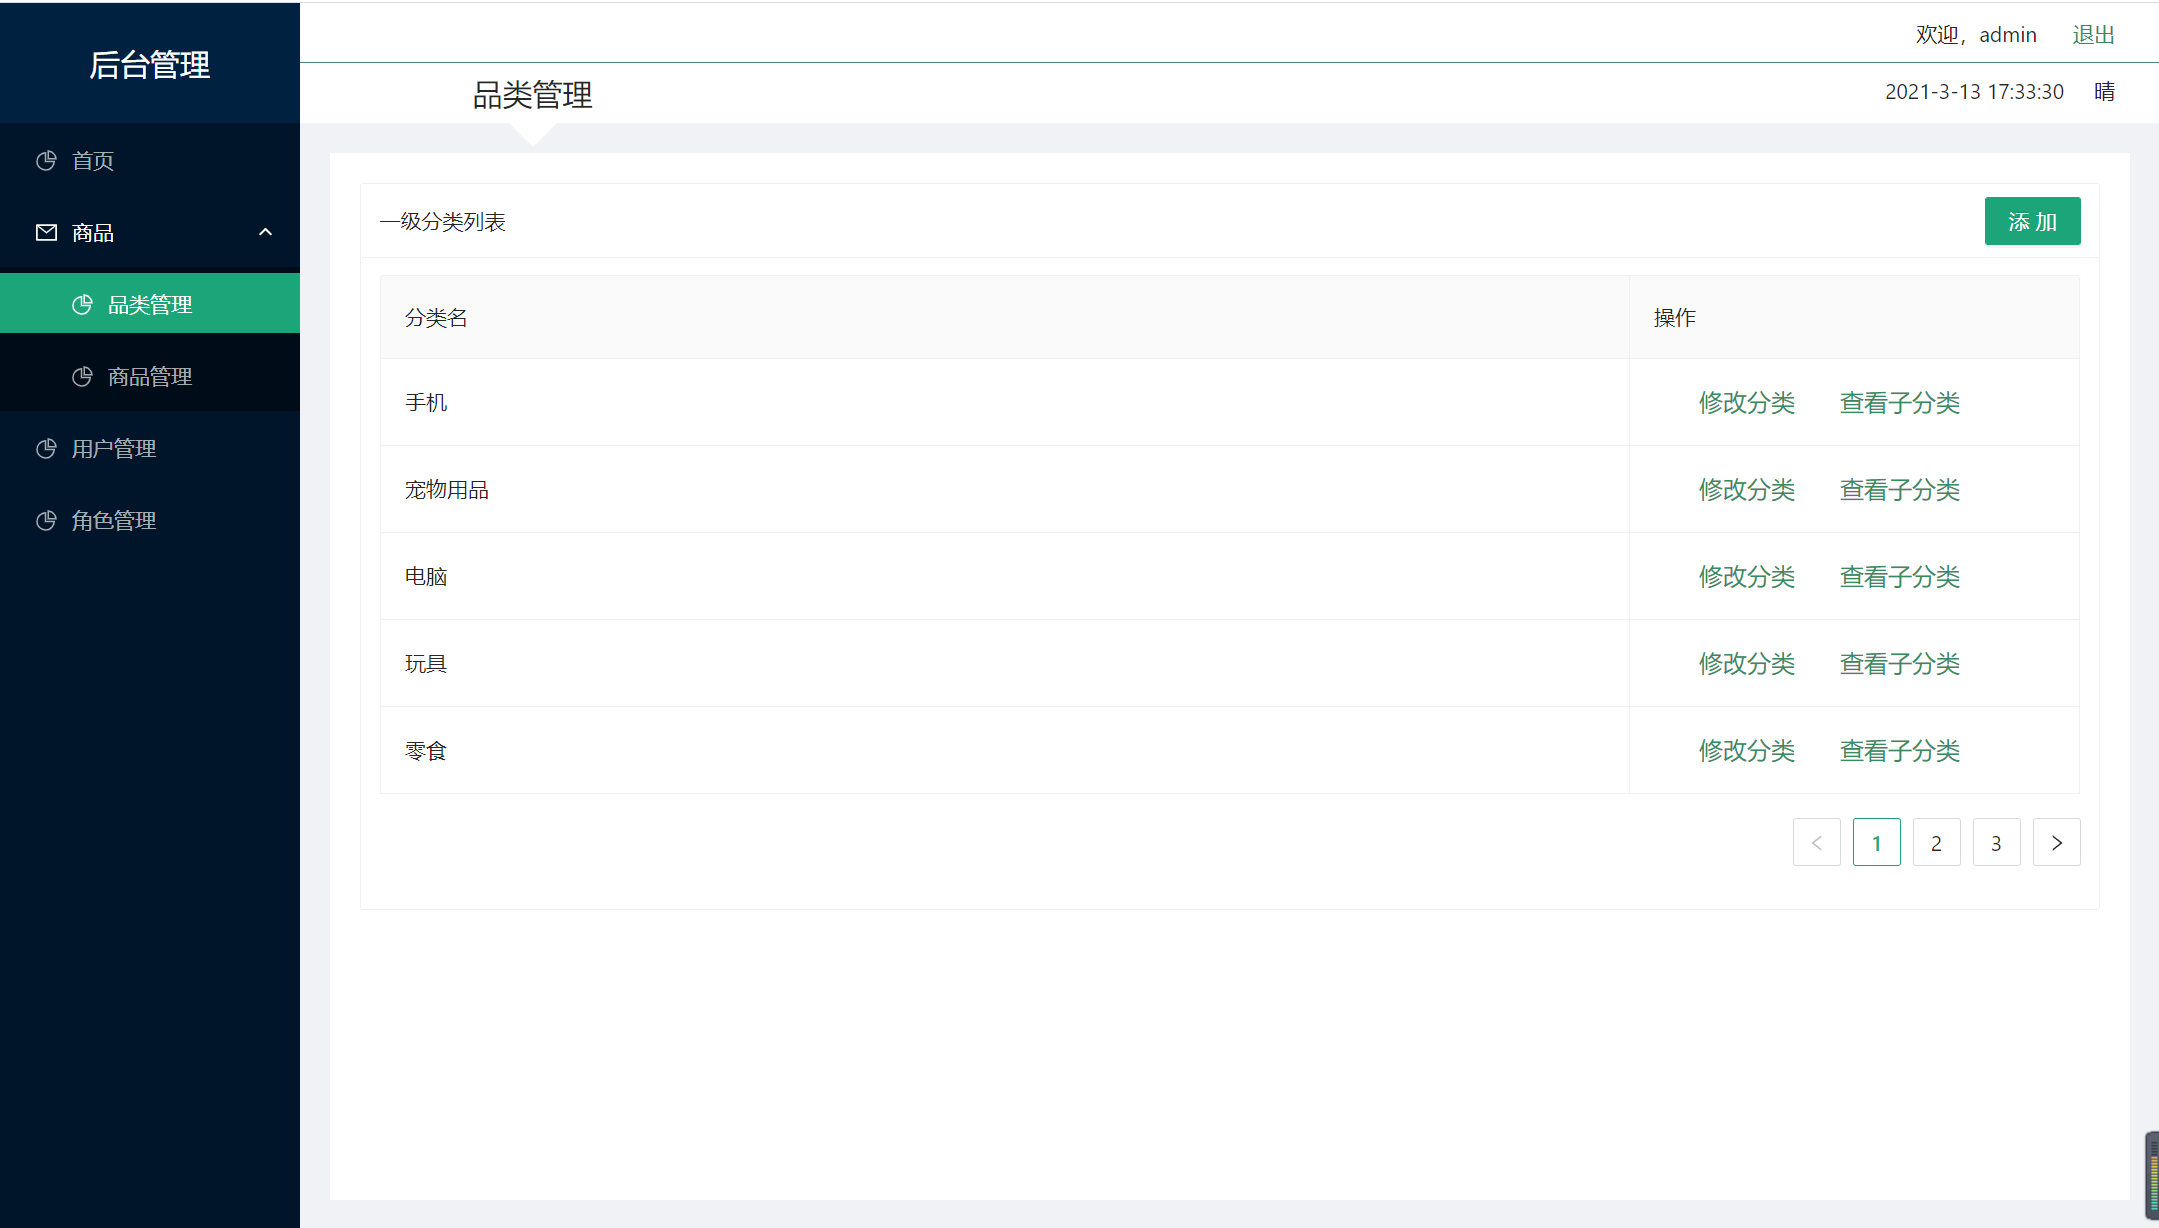 后台管理
首页
商品
品类管理
商品管理
用户管理
角色管理
欢迎，admin 退出
品类管理 2021-3-13 17:33:30 晴
一级分类列表 添 加
分类名 操作
手机 修改分类 查看子分类
宠物用品 修改分类 查看子分类
电脑 修改分类 查看子分类
玩具 修改分类 查看子分类
零食 修改分类 查看子分类
1 2 3